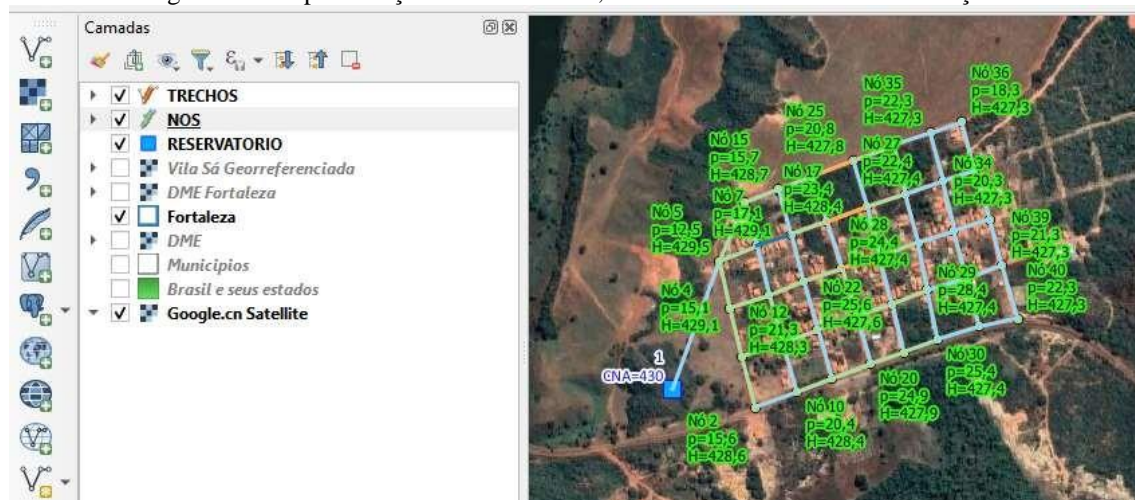 Camadas
TRECHOS
NOS
RESERVATORIO
Vila Sá Georreferenciada
DME Fortaleza
Fortaleza
DME
Municipios
Brasil e seus estados
Google.cn Satellite
Nó 36
p=18,3
H=427,3
Nó 35
p=22,3
H=427,3
Nó 25
p=20,8
H=427,8
Nó 15
p=15,7
H=428,7
Nó 27
p=22,4
H=427,4
Nó 34
p=20,3
H=427,3
Nó 17
p=23,4
H=428,4
Nó 7
p=17,1
H=429,1
Nó 5
p=12,5
H=429,5
Nó 39
p=21,3
H=427,3
Nó 28
p=24,4
H=427,4
Nó 40
p=22,3
H=427,3
Nó 29
p=28,4
H=427,4
Nó 22
p=25,6
H=427,6
Nó 4
p=15,1
H=429,1
Nó 12
p=21,3
H=428,3
1
CNA=430
Nó 30
p=25,4
H=427,4
Nó 20
p=24,9
H=427,9
Nó 10
p=20,4
H=428,4
Nó 2
p=15,6
H=428,6